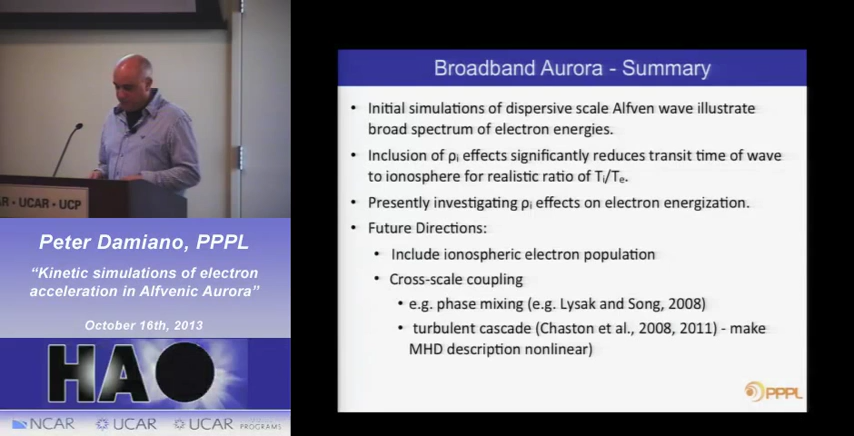 R • UCAR • UCP
Peter Damiano, PPPL
“Kinetic simulations of electron
acceleration in Alfvenic Aurora”
October 16th, 2013
HAO
NCAR
UCAR
UCAR PROGRAMS
Broadband Aurora - Summary
• Initial simulations of dispersive scale Alfven wave illustrate
broad spectrum of electron energies.
• Inclusion of ρᵢ effects significantly reduces transit time of wave
to ionosphere for realistic ratio of Tᵢ/Tₑ.
• Presently investigating ρᵢ effects on electron energization.
• Future Directions:
• Include ionospheric electron population
• Cross-scale coupling
• e.g. phase mixing (e.g. Lysak and Song, 2008)
• turbulent cascade (Chaston et al., 2008, 2011) - make
MHD description nonlinear)
PPPL